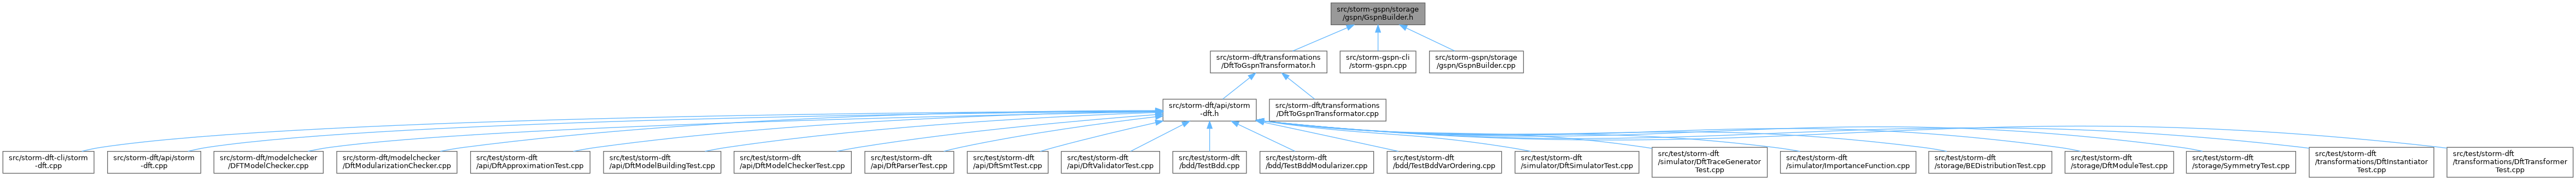 src/storm-gspn/storage
/gspn/GspnBuilder.h
src/storm-dft/transformations
/DftToGspnTransformator.h
src/storm-gspn-cli
/storm-gspn.cpp
src/storm-gspn/storage
/gspn/GspnBuilder.cpp
src/storm-dft/api/storm
-dft.h
src/storm-dft/transformations
/DftToGspnTransformator.cpp
src/storm-dft-cli/storm
-dft.cpp
src/storm-dft/api/storm
-dft.cpp
src/storm-dft/modelchecker
/DFTModelChecker.cpp
src/storm-dft/modelchecker
/DftModularizationChecker.cpp
src/test/storm-dft
/api/DftApproximationTest.cpp
src/test/storm-dft
/api/DftModelBuildingTest.cpp
src/test/storm-dft
/api/DftModelCheckerTest.cpp
src/test/storm-dft
/api/DftParserTest.cpp
src/test/storm-dft
/api/DftSmtTest.cpp
src/test/storm-dft
/api/DftValidatorTest.cpp
src/test/storm-dft
/bdd/TestBdd.cpp
src/test/storm-dft
/bdd/TestBddModularizer.cpp
src/test/storm-dft
/bdd/TestBddVarOrdering.cpp
src/test/storm-dft
/simulator/DftSimulatorTest.cpp
src/test/storm-dft
/simulator/DftTraceGenerator
Test.cpp
src/test/storm-dft
/simulator/ImportanceFunction.cpp
src/test/storm-dft
/storage/BEDistributionTest.cpp
src/test/storm-dft
/storage/DftModuleTest.cpp
src/test/storm-dft
/storage/SymmetryTest.cpp
src/test/storm-dft
/transformations/DftInstantiator
Test.cpp
src/test/storm-dft
/transformations/DftTransformer
Test.cpp